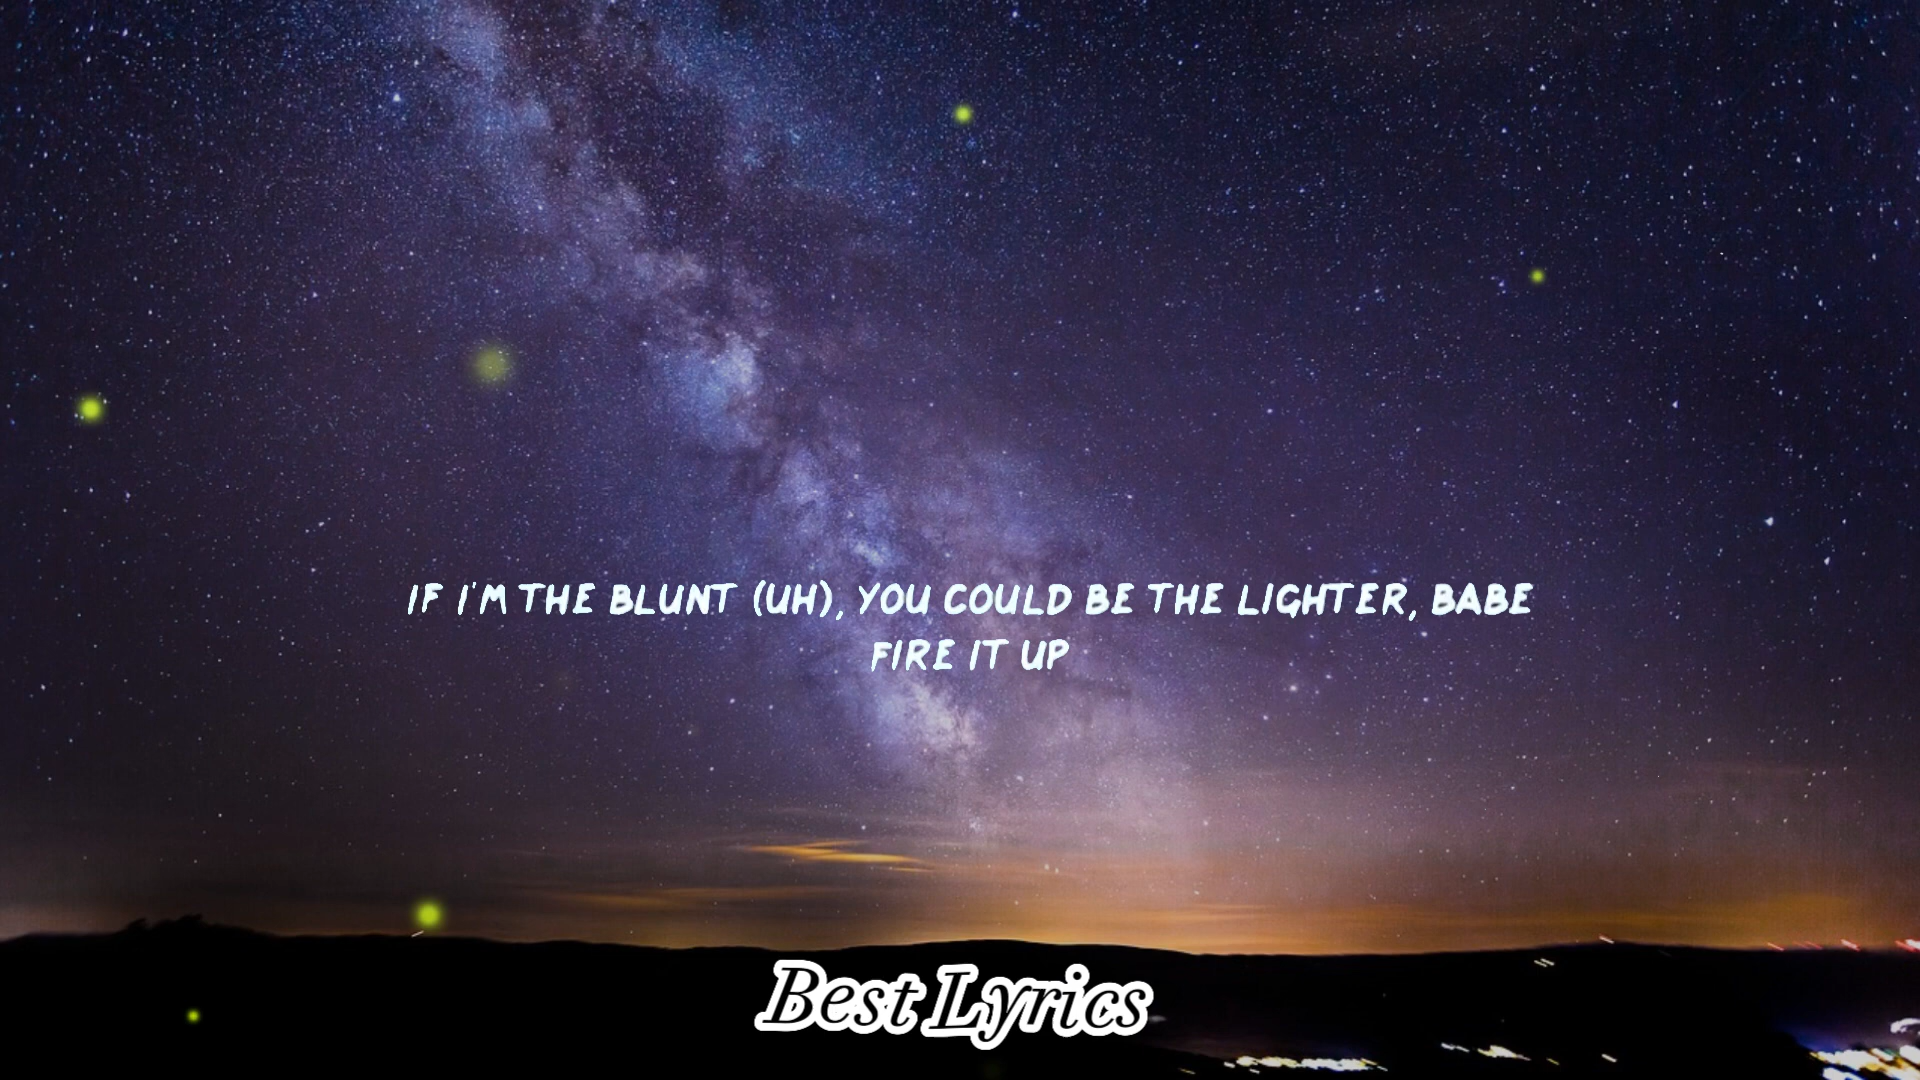 IF I'M THE BLUNT (UH), YOU COULD BE THE LIGHTER, BABE
FIRE IT UP
Best Lyrics